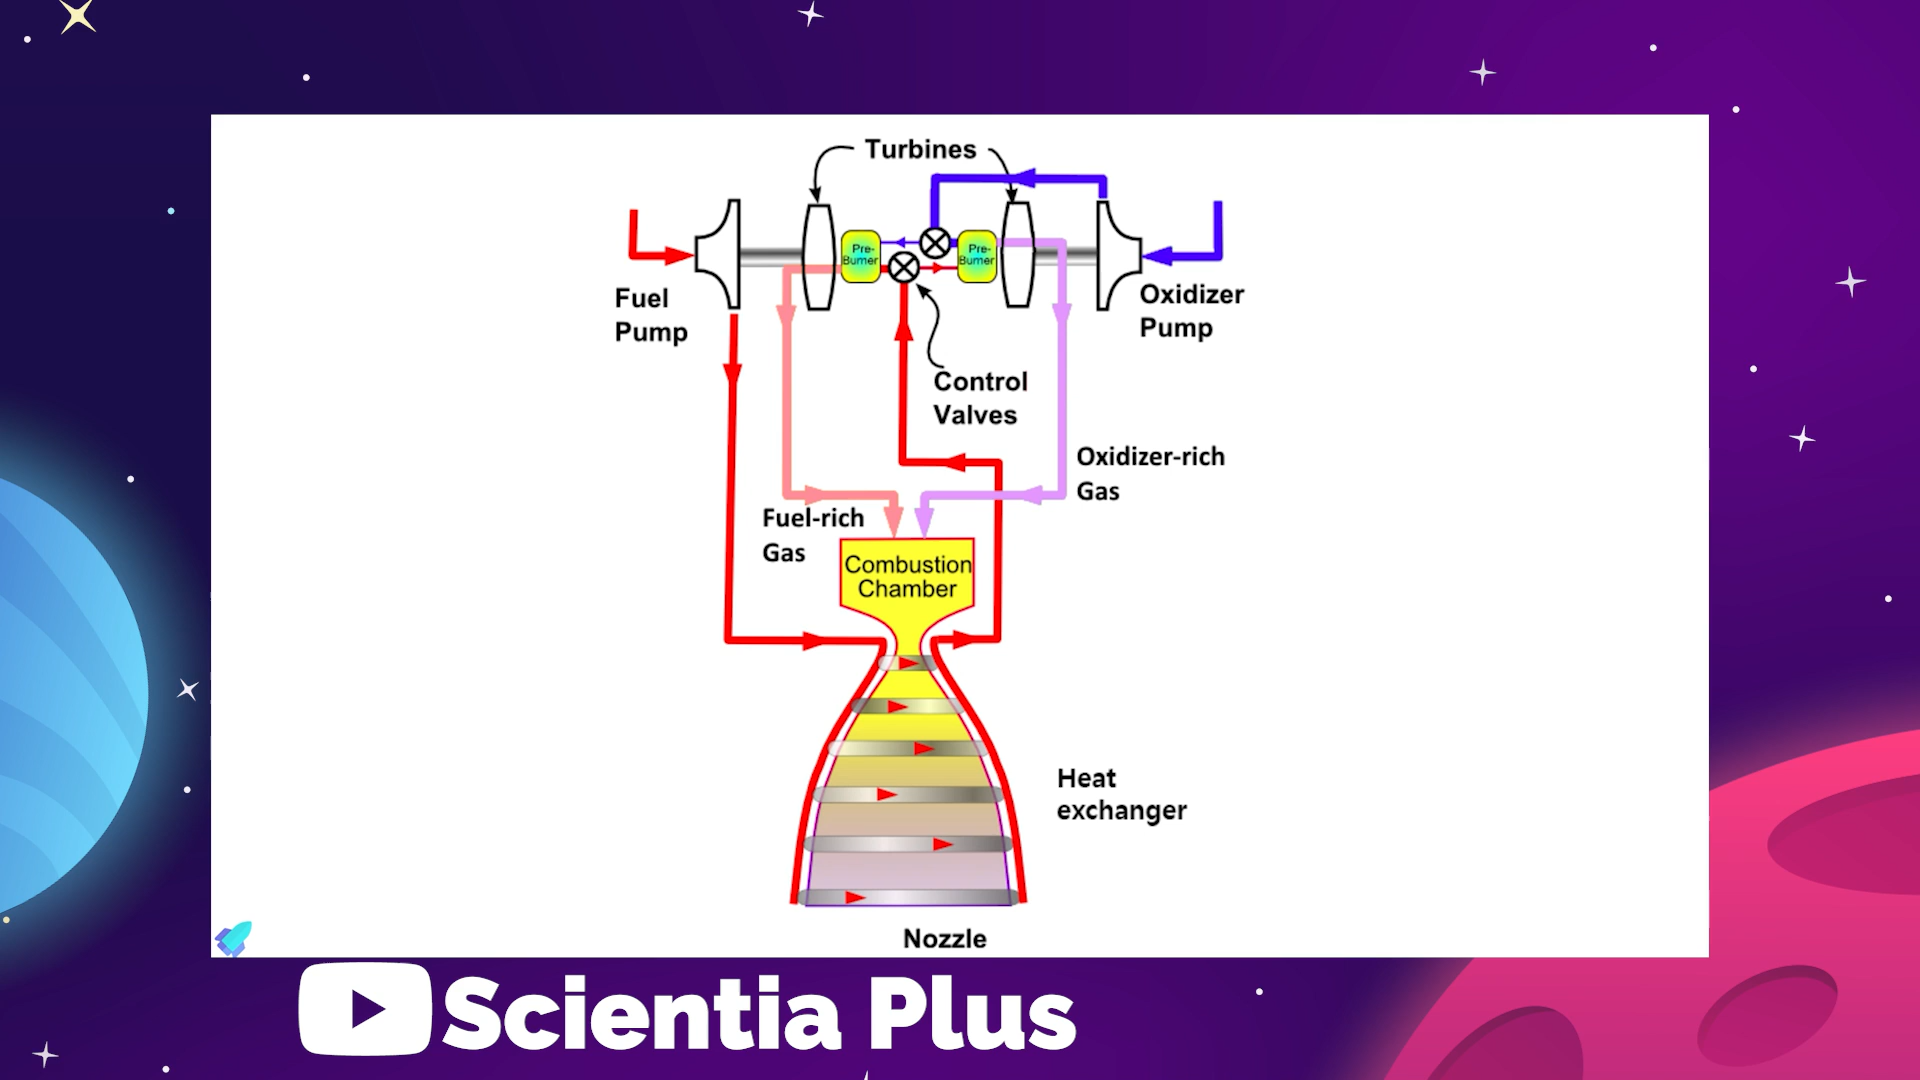 Turbines
Pre-
Burner
Pre-
Burner
Fuel
Pump
Oxidizer
Pump
Control
Valves
Oxidizer-rich
Gas
Fuel-rich
Gas
Combustion
Chamber
Heat
exchanger
Nozzle
Scientia Plus